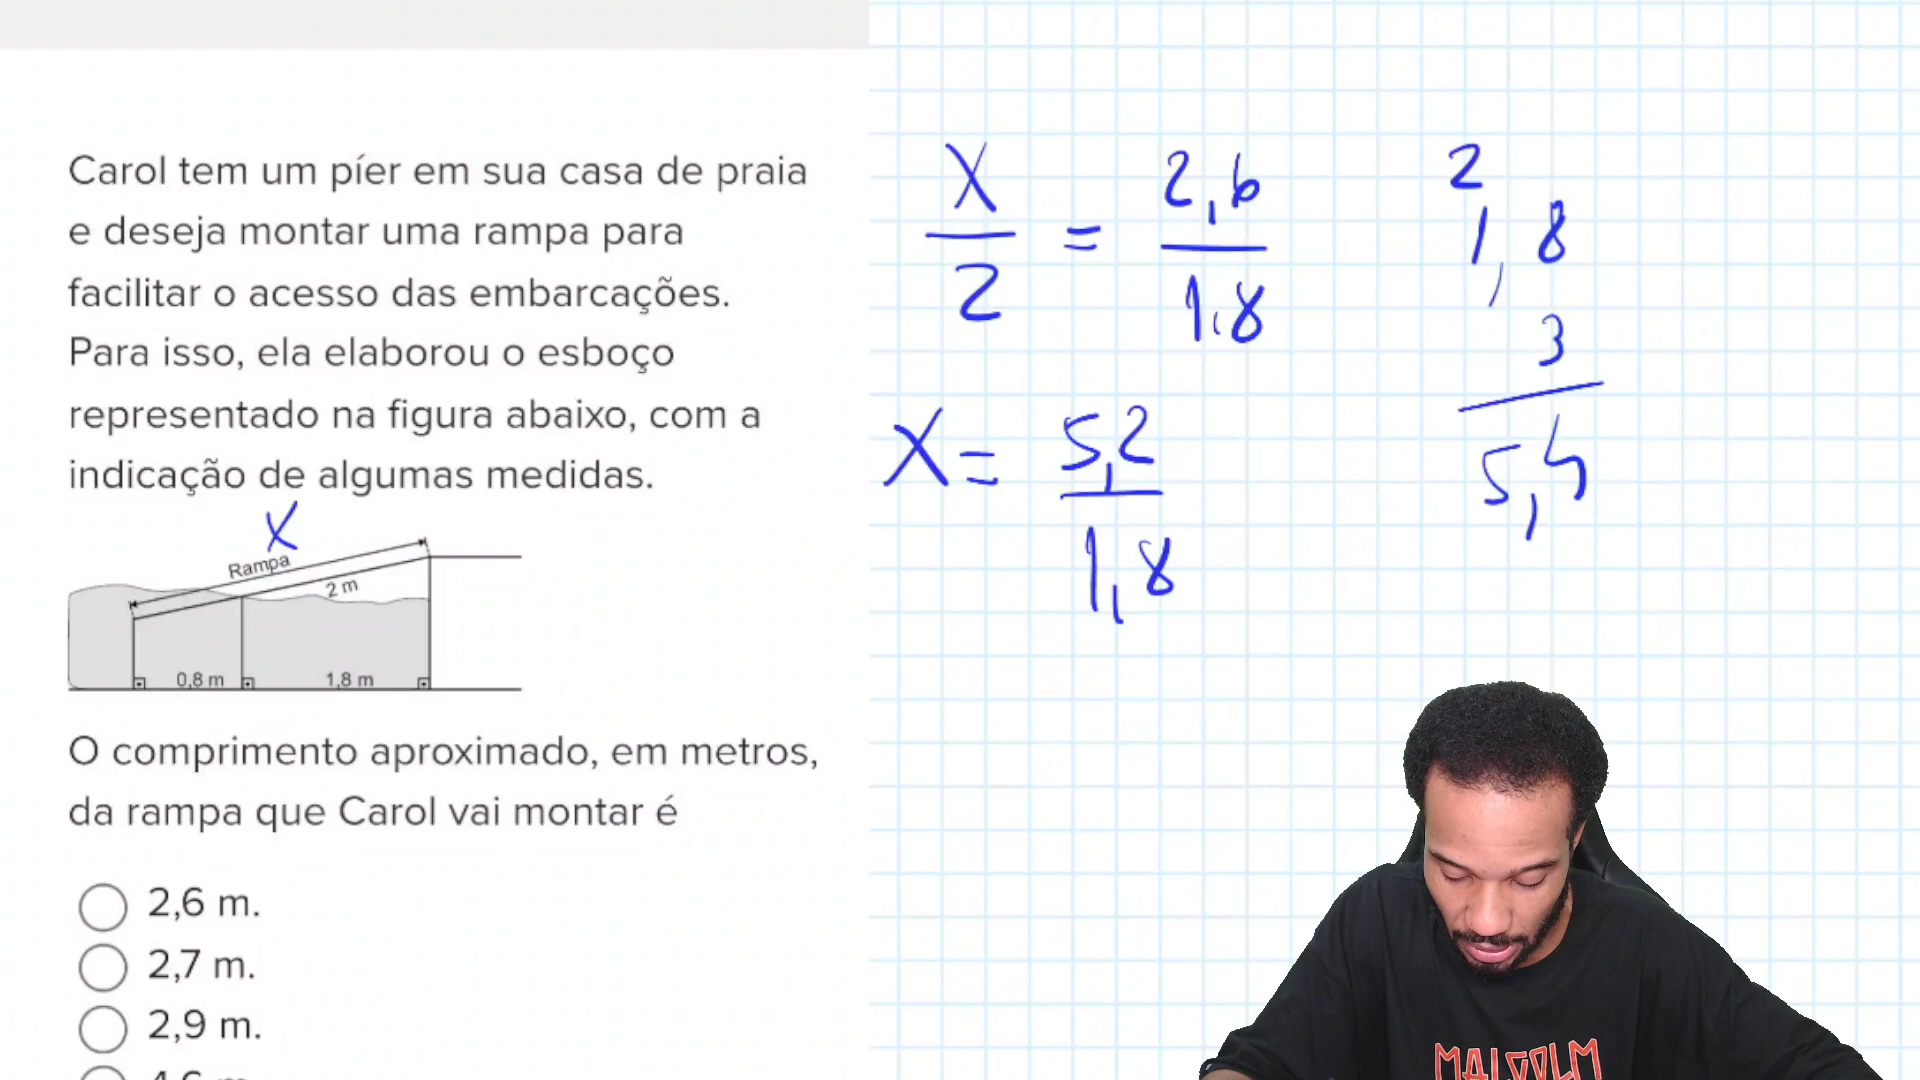 Carol tem um píer em sua casa de praia
e deseja montar uma rampa para
facilitar o acesso das embarcações.
Para isso, ela elaborou o esboço
representado na figura abaixo, com a
indicação de algumas medidas.
X
Rampa
2 m
0,8 m
1,8 m
O comprimento aproximado, em metros,
da rampa que Carol vai montar é
2,6 m.
2,7 m.
2,9 m.
X/2 = 2,6/1,8
X = 5,2/1,8
2
1,8
3
5,4
MALCOLM